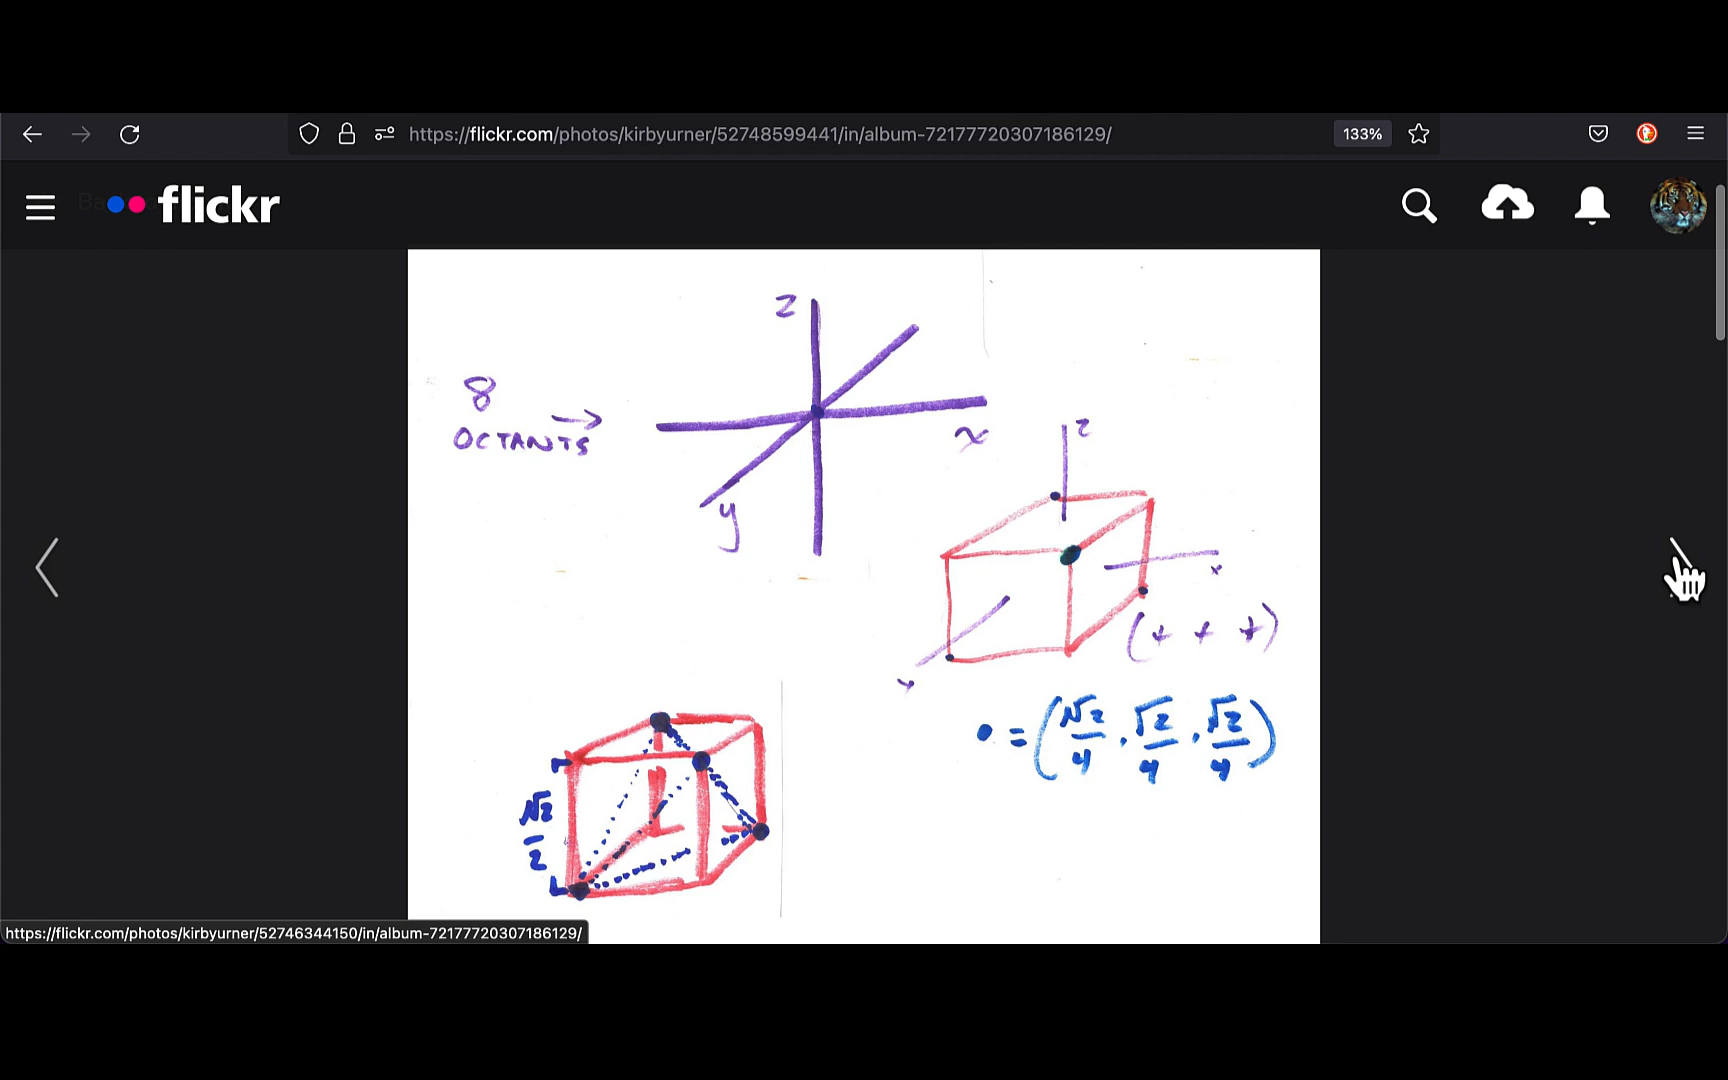 https://flickr.com/photos/kirbyurner/52748599441/in/album-72177720307186129/
133%
flickr
z
8
OCTANTS
x
y
z
x
(+ + +)
• = (√2/4, √2/4, √2/4)
√2/2
https://flickr.com/photos/kirbyurner/52746344150/in/album-72177720307186129/